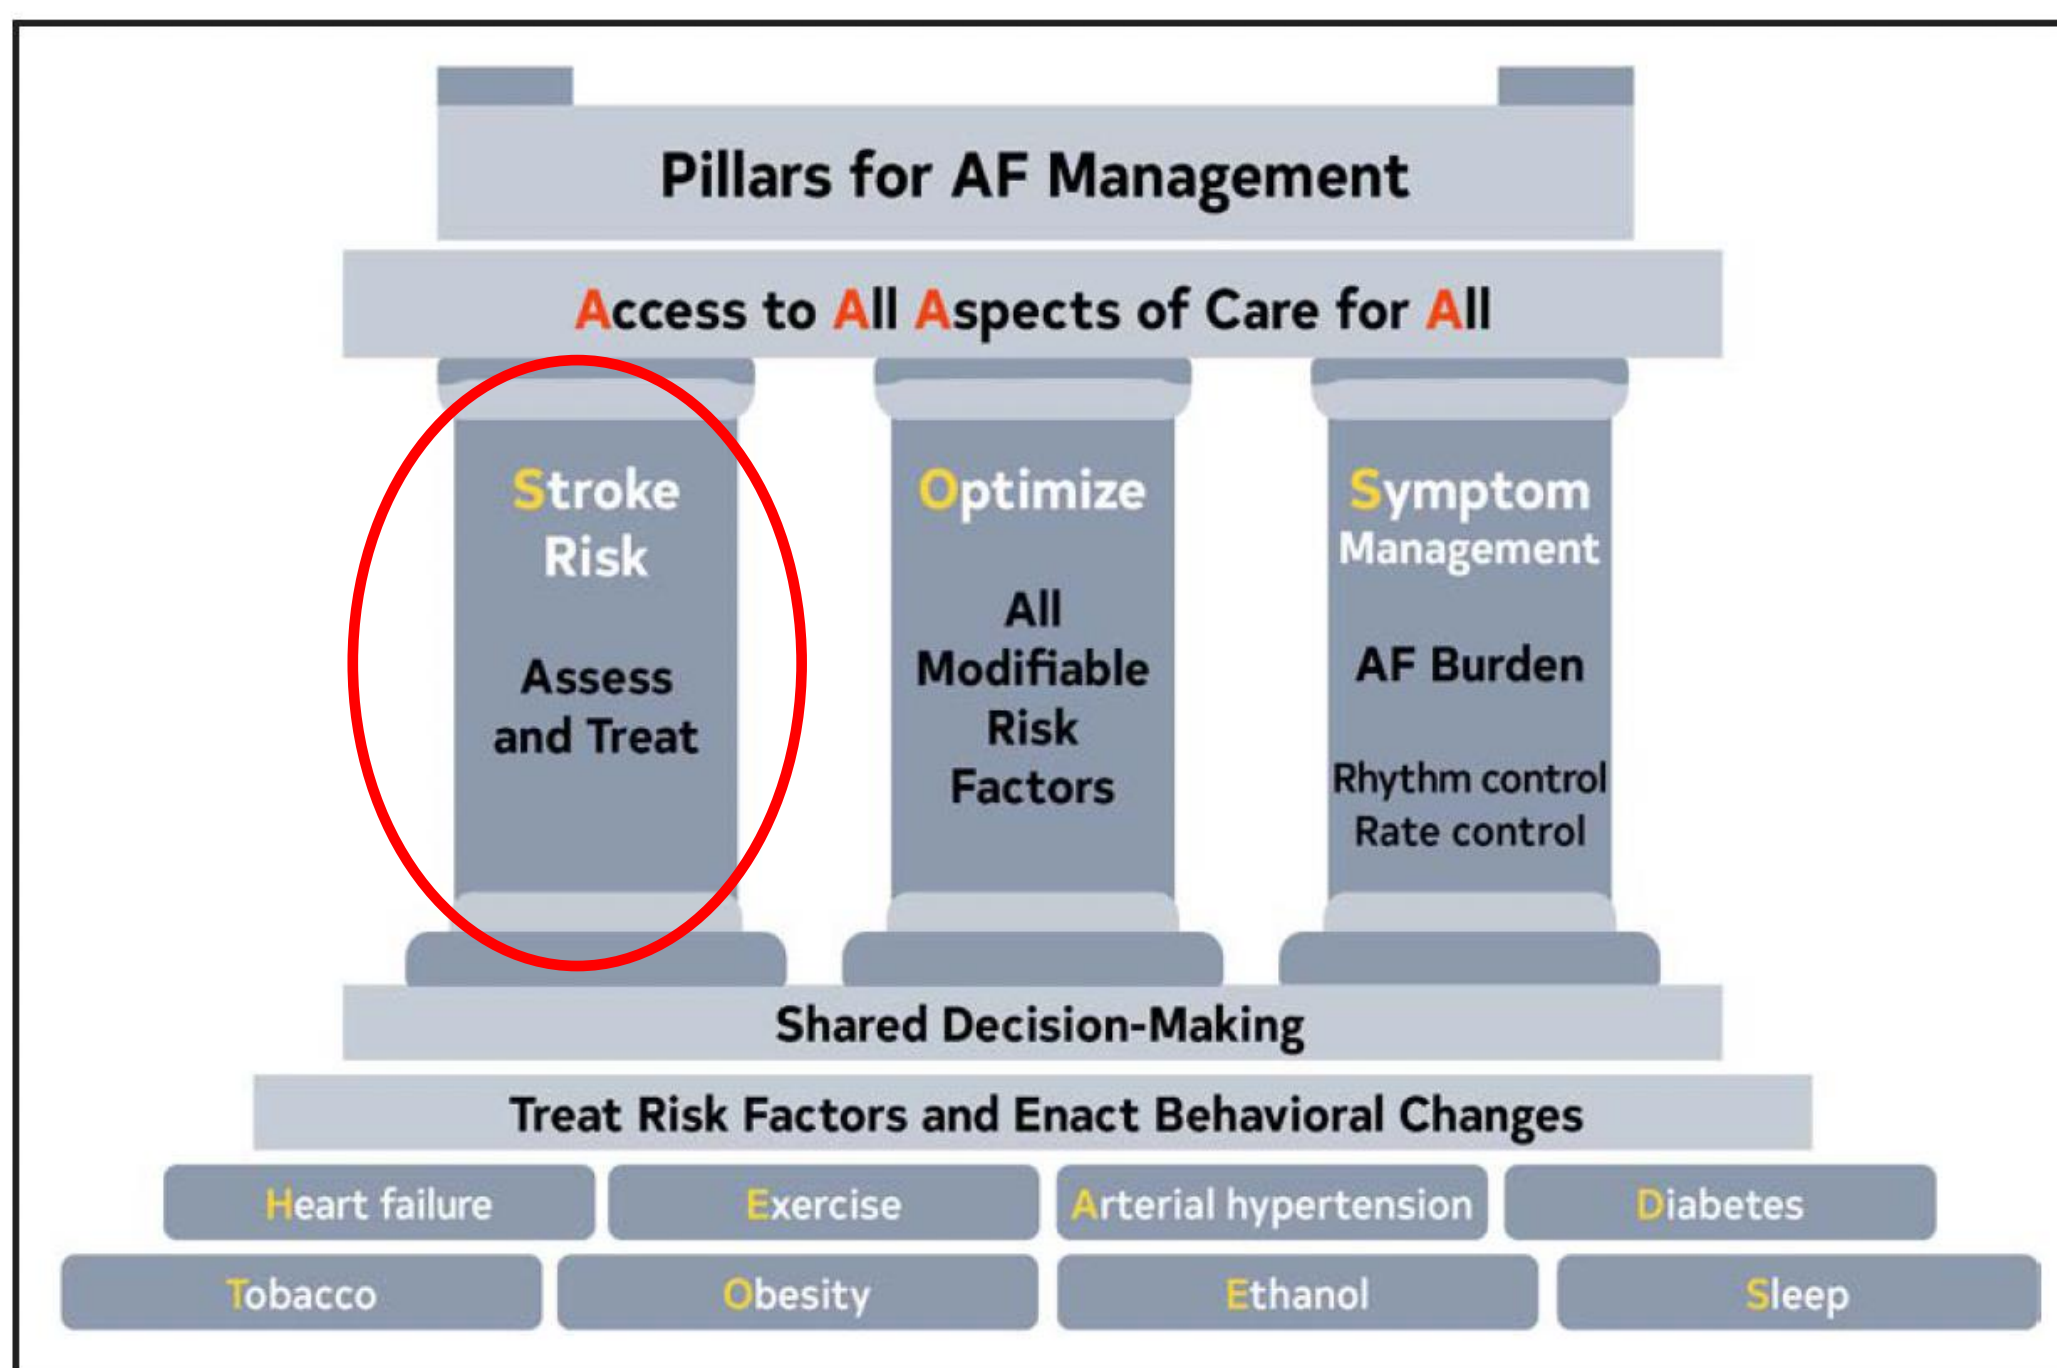 Pillars for AF Management
Access to All Aspects of Care for All
Stroke
Risk
Assess
and Treat
Optimize
All
Modifiable
Risk
Factors
Symptom
Management
AF Burden
Rhythm control
Rate control
Shared Decision-Making
Treat Risk Factors and Enact Behavioral Changes
Heart failure
Exercise
Arterial hypertension
Diabetes
Tobacco
Obesity
Ethanol
Sleep